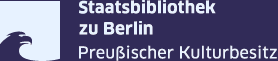 Staatsbibliothek
zu Berlin
Preußischer Kulturbesitz